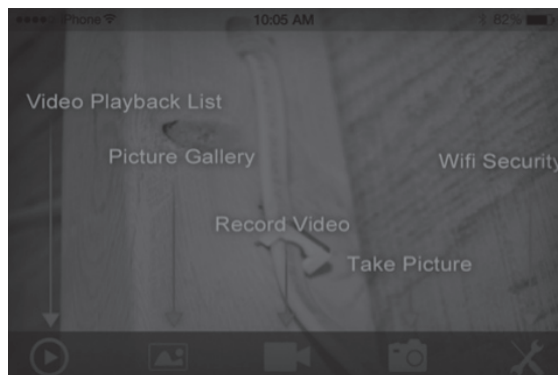 iPhone 10:05 AM 82%
Video Playback List
Picture Gallery
Wifi Security
Record Video
Take Picture